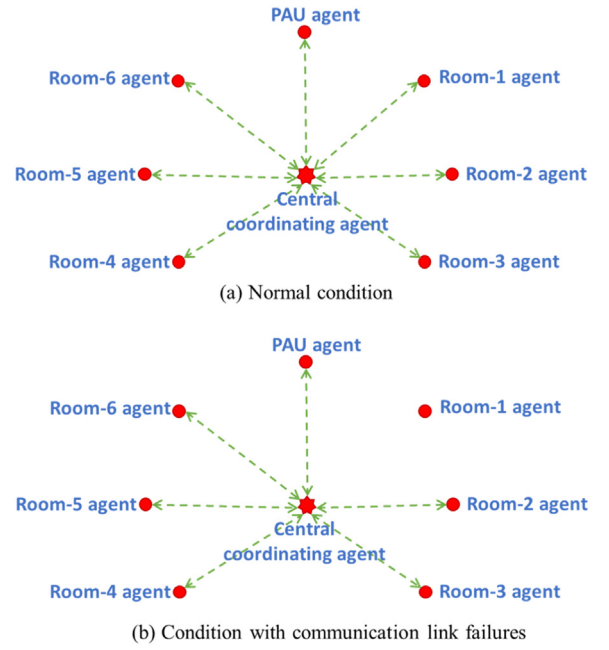 PAU agent
Room-6 agent
Room-1 agent
Room-5 agent
Room-2 agent
Central
coordinating agent
Room-4 agent
Room-3 agent
(a) Normal condition
PAU agent
Room-6 agent
Room-1 agent
Room-5 agent
Room-2 agent
Central
coordinating agent
Room-4 agent
Room-3 agent
(b) Condition with communication link failures